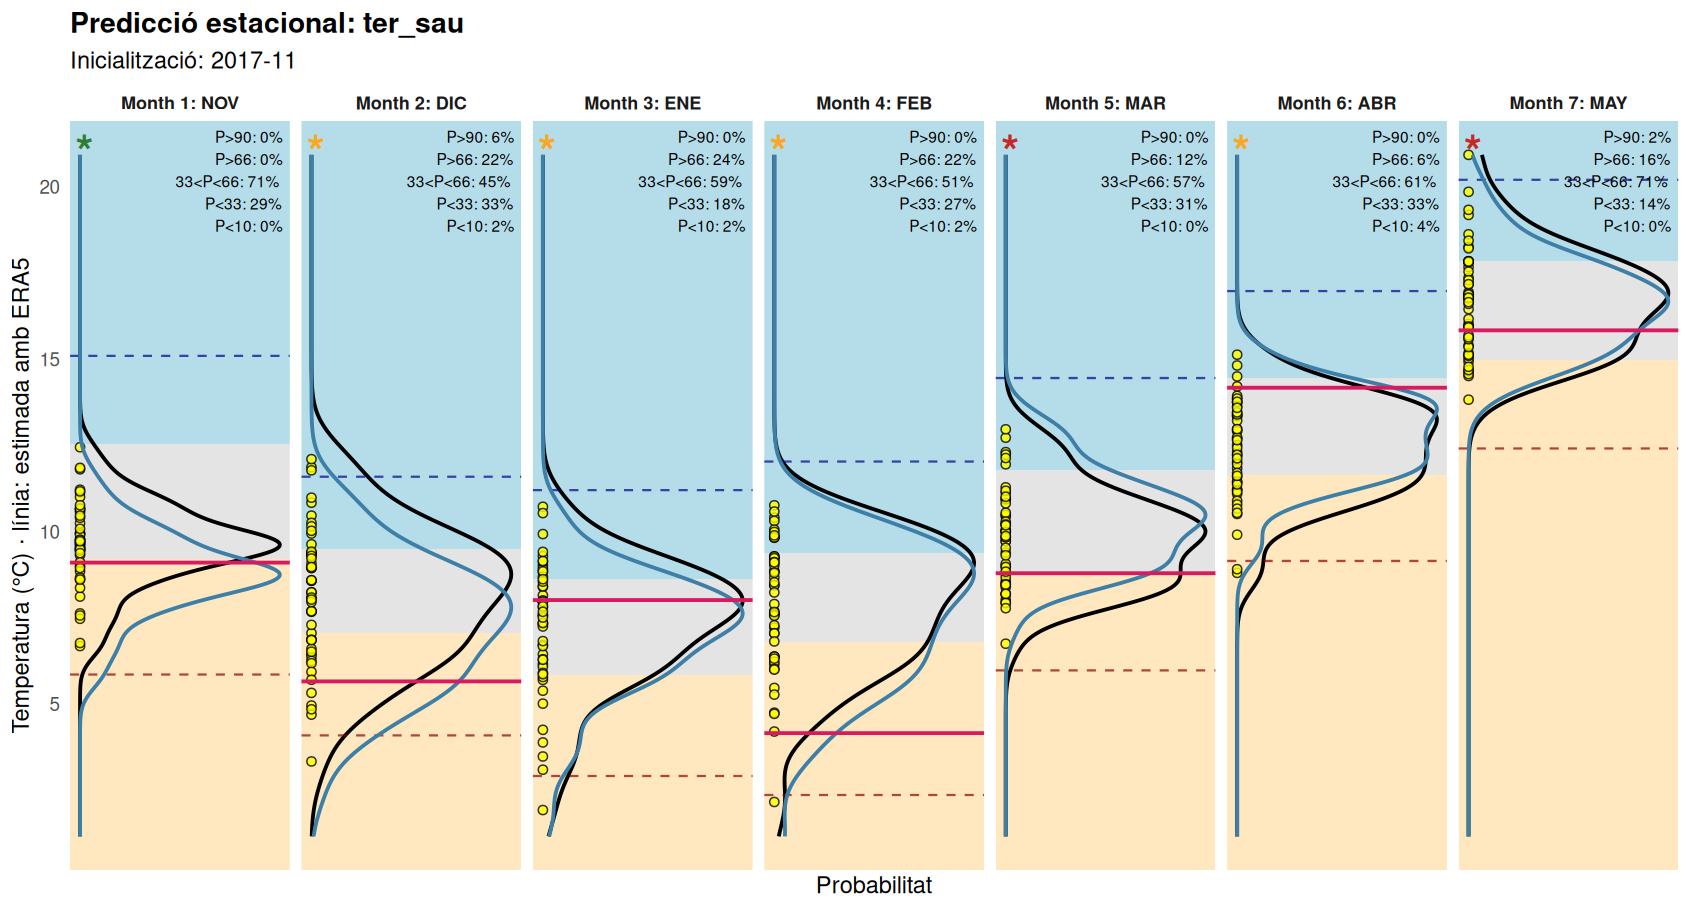 Predicció estacional: ter_sau
Inicialització: 2017-11
Month 1: NOV
Month 2: DIC
Month 3: ENE
Month 4: FEB
Month 5: MAR
Month 6: ABR
Month 7: MAY
*
P>90: 0%
P>66: 0%
33<P<66: 71%
P<33: 29%
P<10: 0%
*
P>90: 6%
P>66: 22%
33<P<66: 45%
P<33: 33%
P<10: 2%
*
P>90: 0%
P>66: 24%
33<P<66: 59%
P<33: 18%
P<10: 2%
*
P>90: 0%
P>66: 22%
33<P<66: 51%
P<33: 27%
P<10: 2%
*
P>90: 0%
P>66: 12%
33<P<66: 57%
P<33: 31%
P<10: 0%
*
P>90: 0%
P>66: 6%
33<P<66: 61%
P<33: 33%
P<10: 4%
*
P>90: 2%
P>66: 16%
33<P<66: 71%
P<33: 14%
P<10: 0%
20
15
10
5
Temperatura (°C) · línia: estimada amb ERA5
Probabilitat